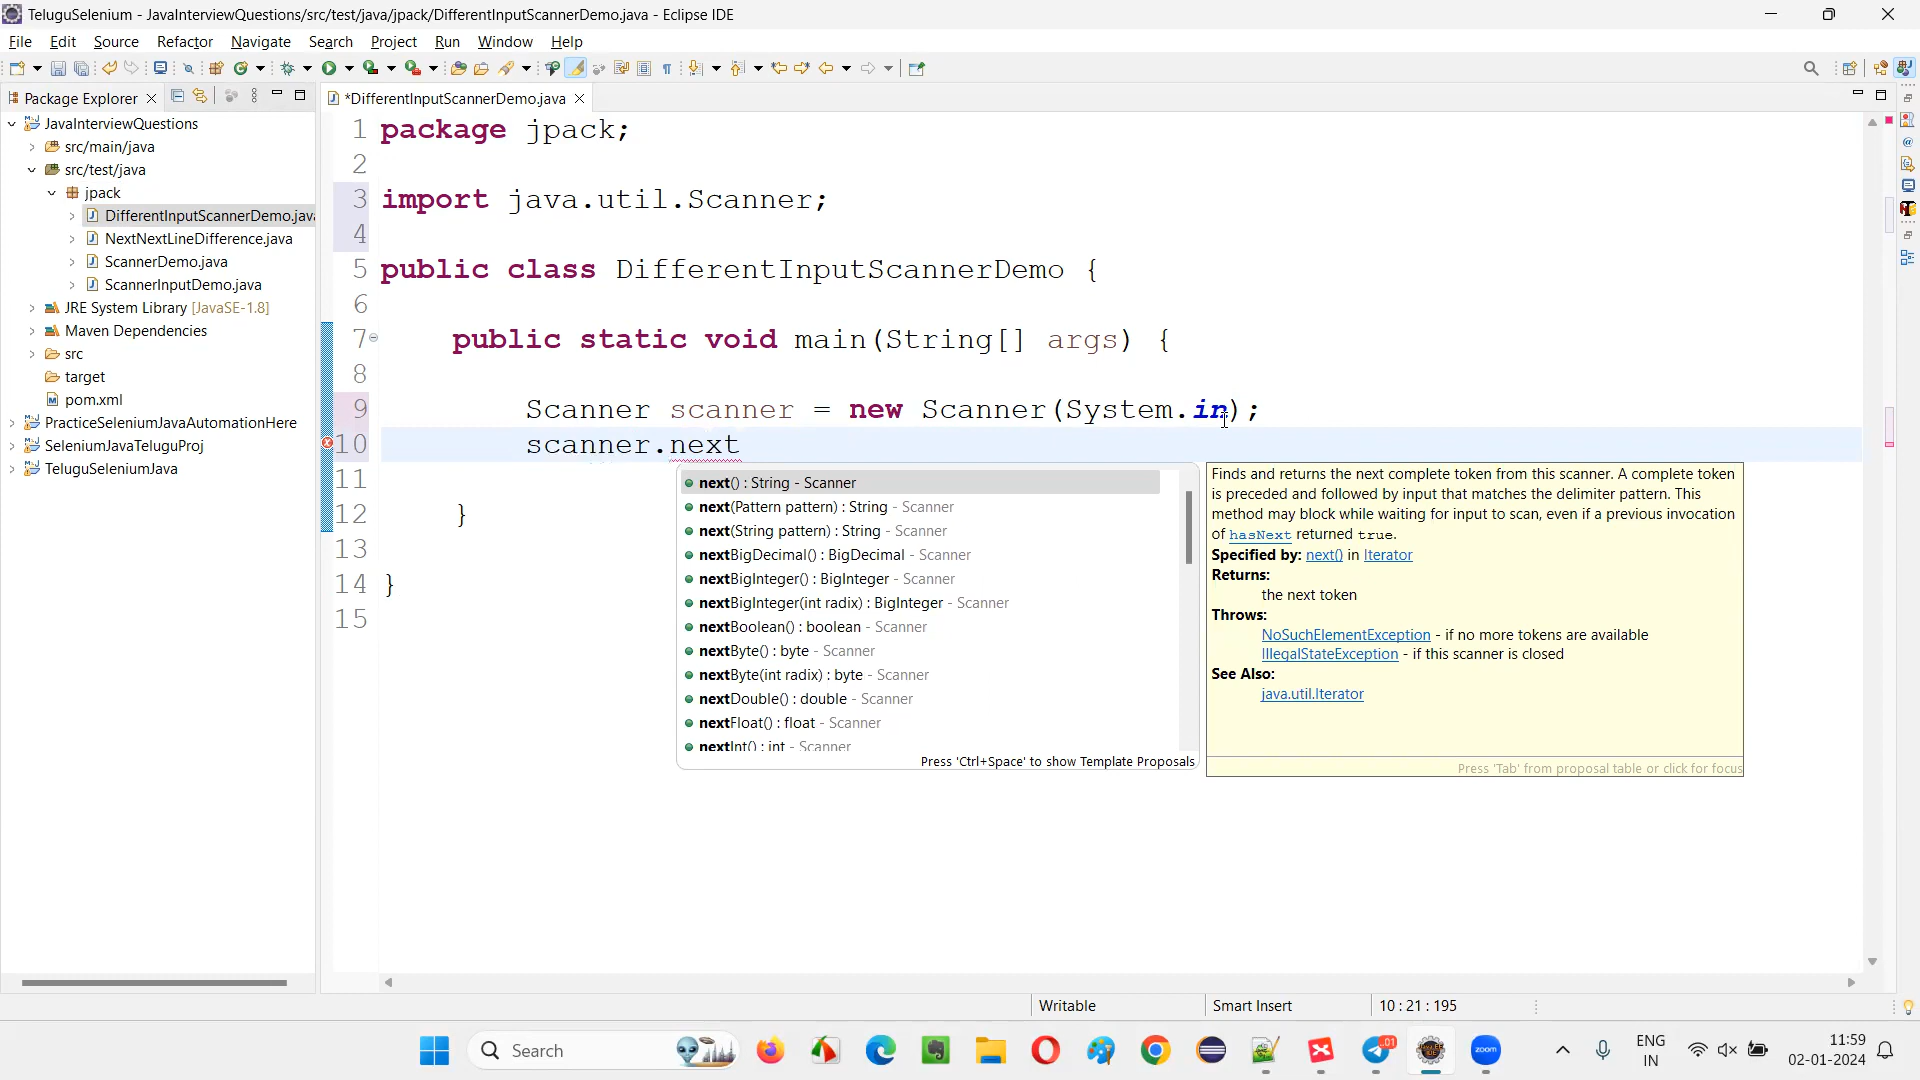 TeluguSelenium - JavaInterviewQuestions/src/test/java/jpack/DifferentInputScannerDemo.java - Eclipse IDE
File Edit Source Refactor Navigate Search Project Run Window Help
Package Explorer
JavaInterviewQuestions
src/main/java
src/test/java
jpack
DifferentInputScannerDemo.java
NextNextLineDifference.java
ScannerDemo.java
ScannerInputDemo.java
JRE System Library [JavaSE-1.8]
Maven Dependencies
src
target
pom.xml
PracticeSeleniumJavaAutomationHere
SeleniumJavaTeluguProj
TeluguSeleniumJava
*DifferentInputScannerDemo.java
1 package jpack;
2
3 import java.util.Scanner;
4
5 public class DifferentInputScannerDemo {
6
7 public static void main(String[] args) {
8
9 Scanner scanner = new Scanner(System.in);
10 scanner.next
11
12 }
13
14 }
15
next() : String - Scanner
next(Pattern pattern) : String - Scanner
next(String pattern) : String - Scanner
nextBigDecimal() : BigDecimal - Scanner
nextBigInteger() : BigInteger - Scanner
nextBigInteger(int radix) : BigInteger - Scanner
nextBoolean() : boolean - Scanner
nextByte() : byte - Scanner
nextByte(int radix) : byte - Scanner
nextDouble() : double - Scanner
nextFloat() : float - Scanner
nextInt() : int - Scanner
Press 'Ctrl+Space' to show Template Proposals
Finds and returns the next complete token from this scanner. A complete token
is preceded and followed by input that matches the delimiter pattern. This
method may block while waiting for input to scan, even if a previous invocation
of hasNext returned true.
Specified by: next() in Iterator
Returns:
the next token
Throws:
NoSuchElementException - if no more tokens are available
IllegalStateException - if this scanner is closed
See Also:
java.util.Iterator
Press 'Tab' from proposal table or click for focus
Writable Smart Insert 10 : 21 : 195
Search
zoom
ENG
IN
11:59
02-01-2024